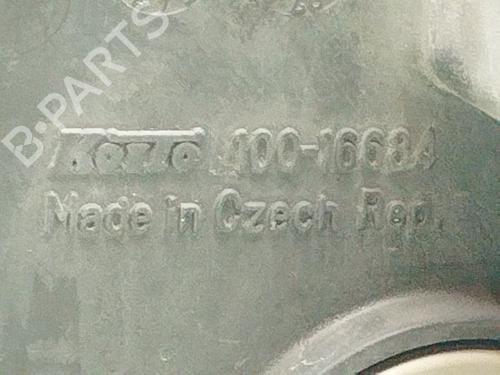 B-PARTS
KOITO 100-16684
Made in Czech Rep.